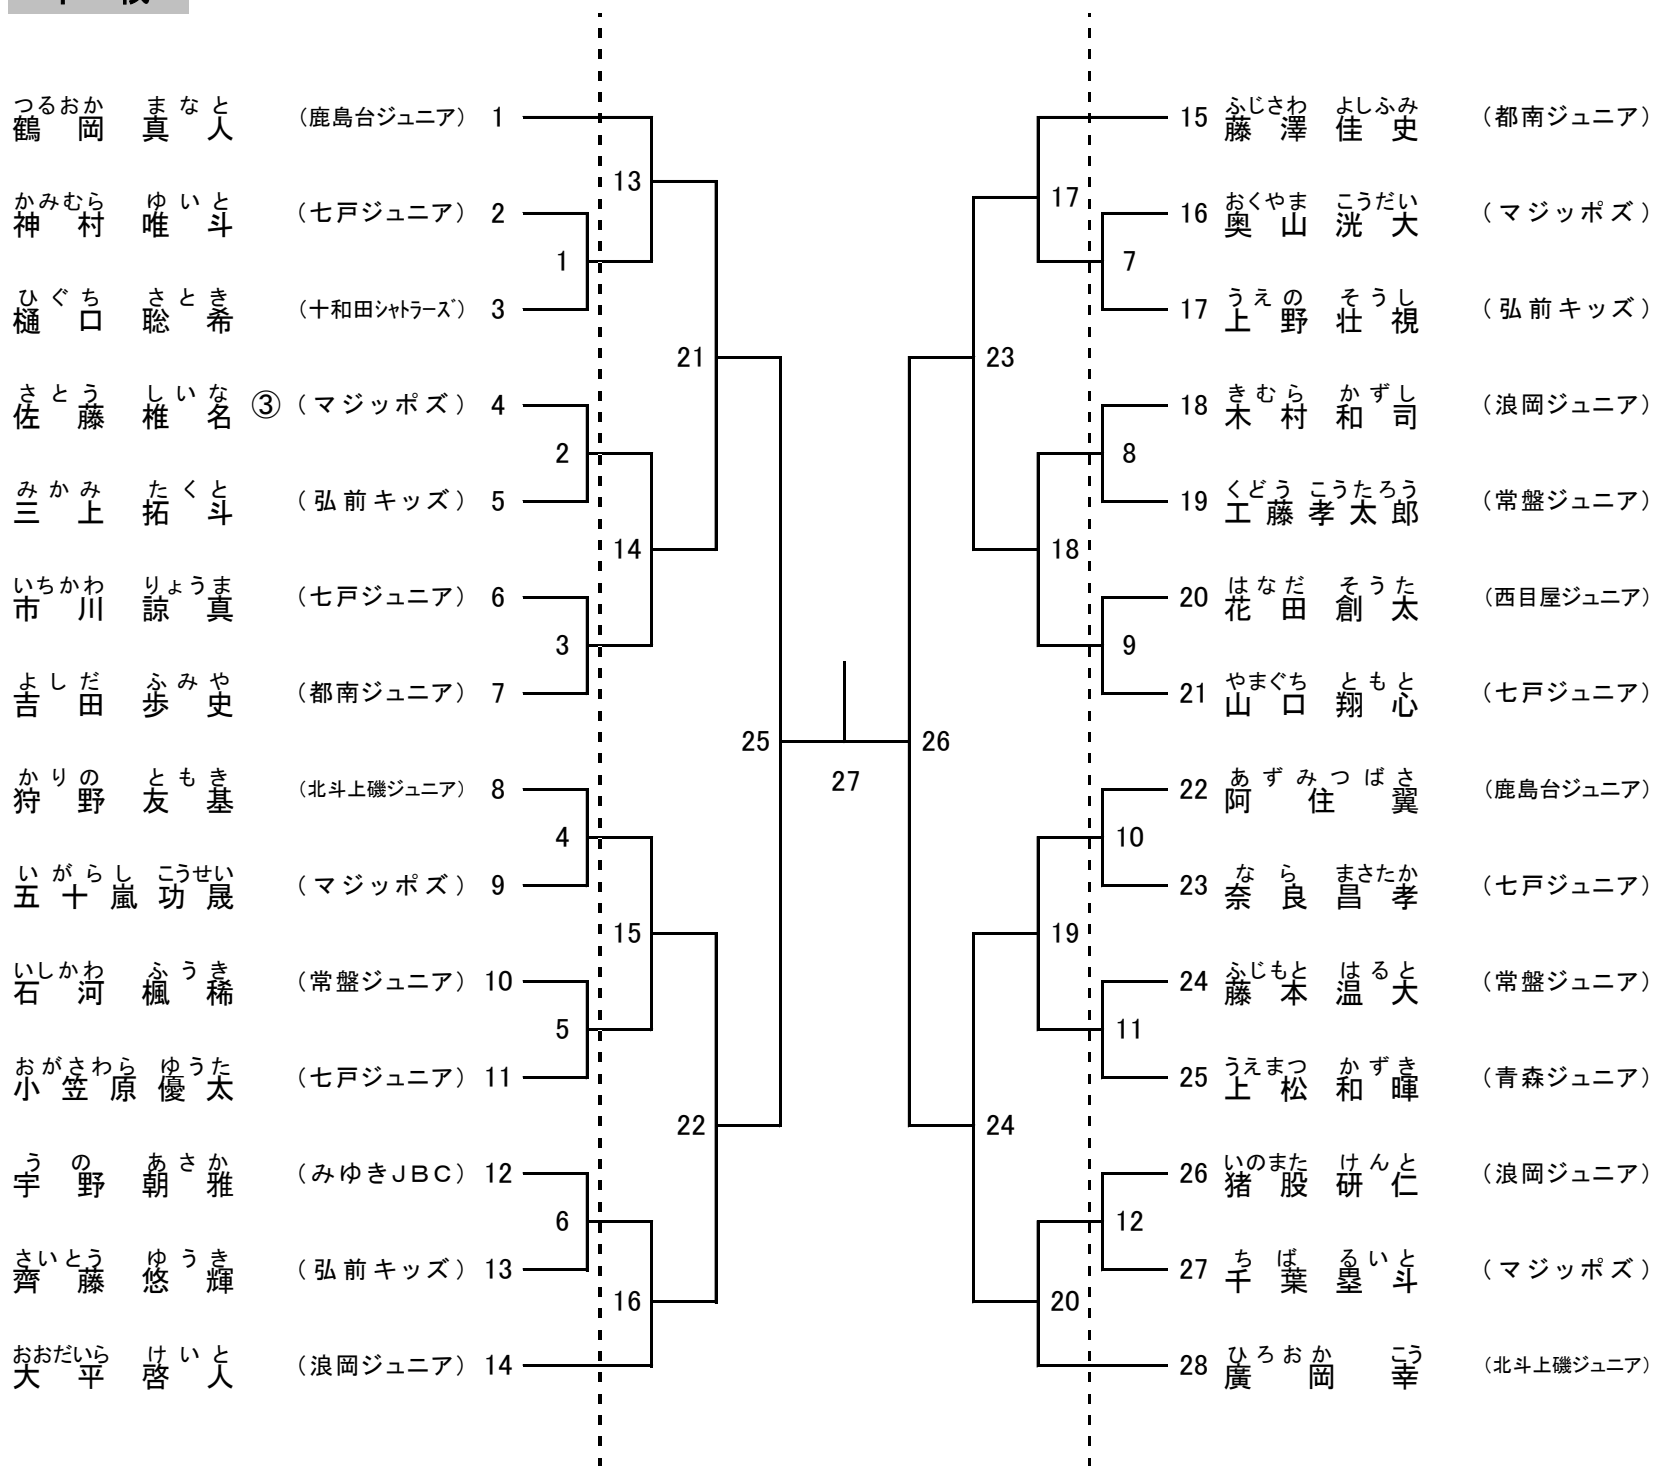 つるおか まなと
鶴岡 真人 (鹿島台ジュニア) 1
かみむら ゆいと
神村 唯斗 (七戸ジュニア) 2
ひぐち さとき
樋口 聡希 (十和田ｼｬﾄﾗｰｽﾞ) 3
さとう しいな
佐藤 椎名 ③ (マジッポズ) 4
みかみ たくと
三上 拓斗 (弘前キッズ) 5
いちかわ りょうま
市川 諒真 (七戸ジュニア) 6
よしだ ふみや
吉田 歩史 (都南ジュニア) 7
かりの ともき
狩野 友基 (北斗上磯ジュニア) 8
いがらし こうせい
五十嵐 功晟 (マジッポズ) 9
いしかわ ふうき
石河 楓稀 (常盤ジュニア) 10
おがさわら ゆうた
小笠原 優太 (七戸ジュニア) 11
うの あさか
宇野 朝雅 (みゆきＪＢＣ) 12
さいとう ゆうき
齊藤 悠輝 (弘前キッズ) 13
おおだいら けいと
大平 啓人 (浪岡ジュニア) 14
1
2
3
4
5
6
13
14
15
16
21
22
25
27
26
23
24
17
18
19
20
7
8
9
10
11
12
ふじさわ よしふみ
15 藤澤 佳史 (都南ジュニア)
おくやま こうだい
16 奥山 洸大 (マジッポズ)
うえの そうし
17 上野 壮視 (弘前キッズ)
きむら かずし
18 木村 和司 (浪岡ジュニア)
くどう こうたろう
19 工藤 孝太郎 (常盤ジュニア)
はなだ そうた
20 花田 創太 (西目屋ジュニア)
やまぐち ともと
21 山口 翔心 (七戸ジュニア)
あずみ つばさ
22 阿住 翼 (鹿島台ジュニア)
なら まさたか
23 奈良 昌孝 (七戸ジュニア)
ふじもと はると
24 藤本 温大 (常盤ジュニア)
うえまつ かずき
25 上松 和暉 (青森ジュニア)
いのまた けんと
26 猪股 研仁 (浪岡ジュニア)
ちば るいと
27 千葉 塁斗 (マジッポズ)
ひろおか こう
28 廣岡 幸 (北斗上磯ジュニア)